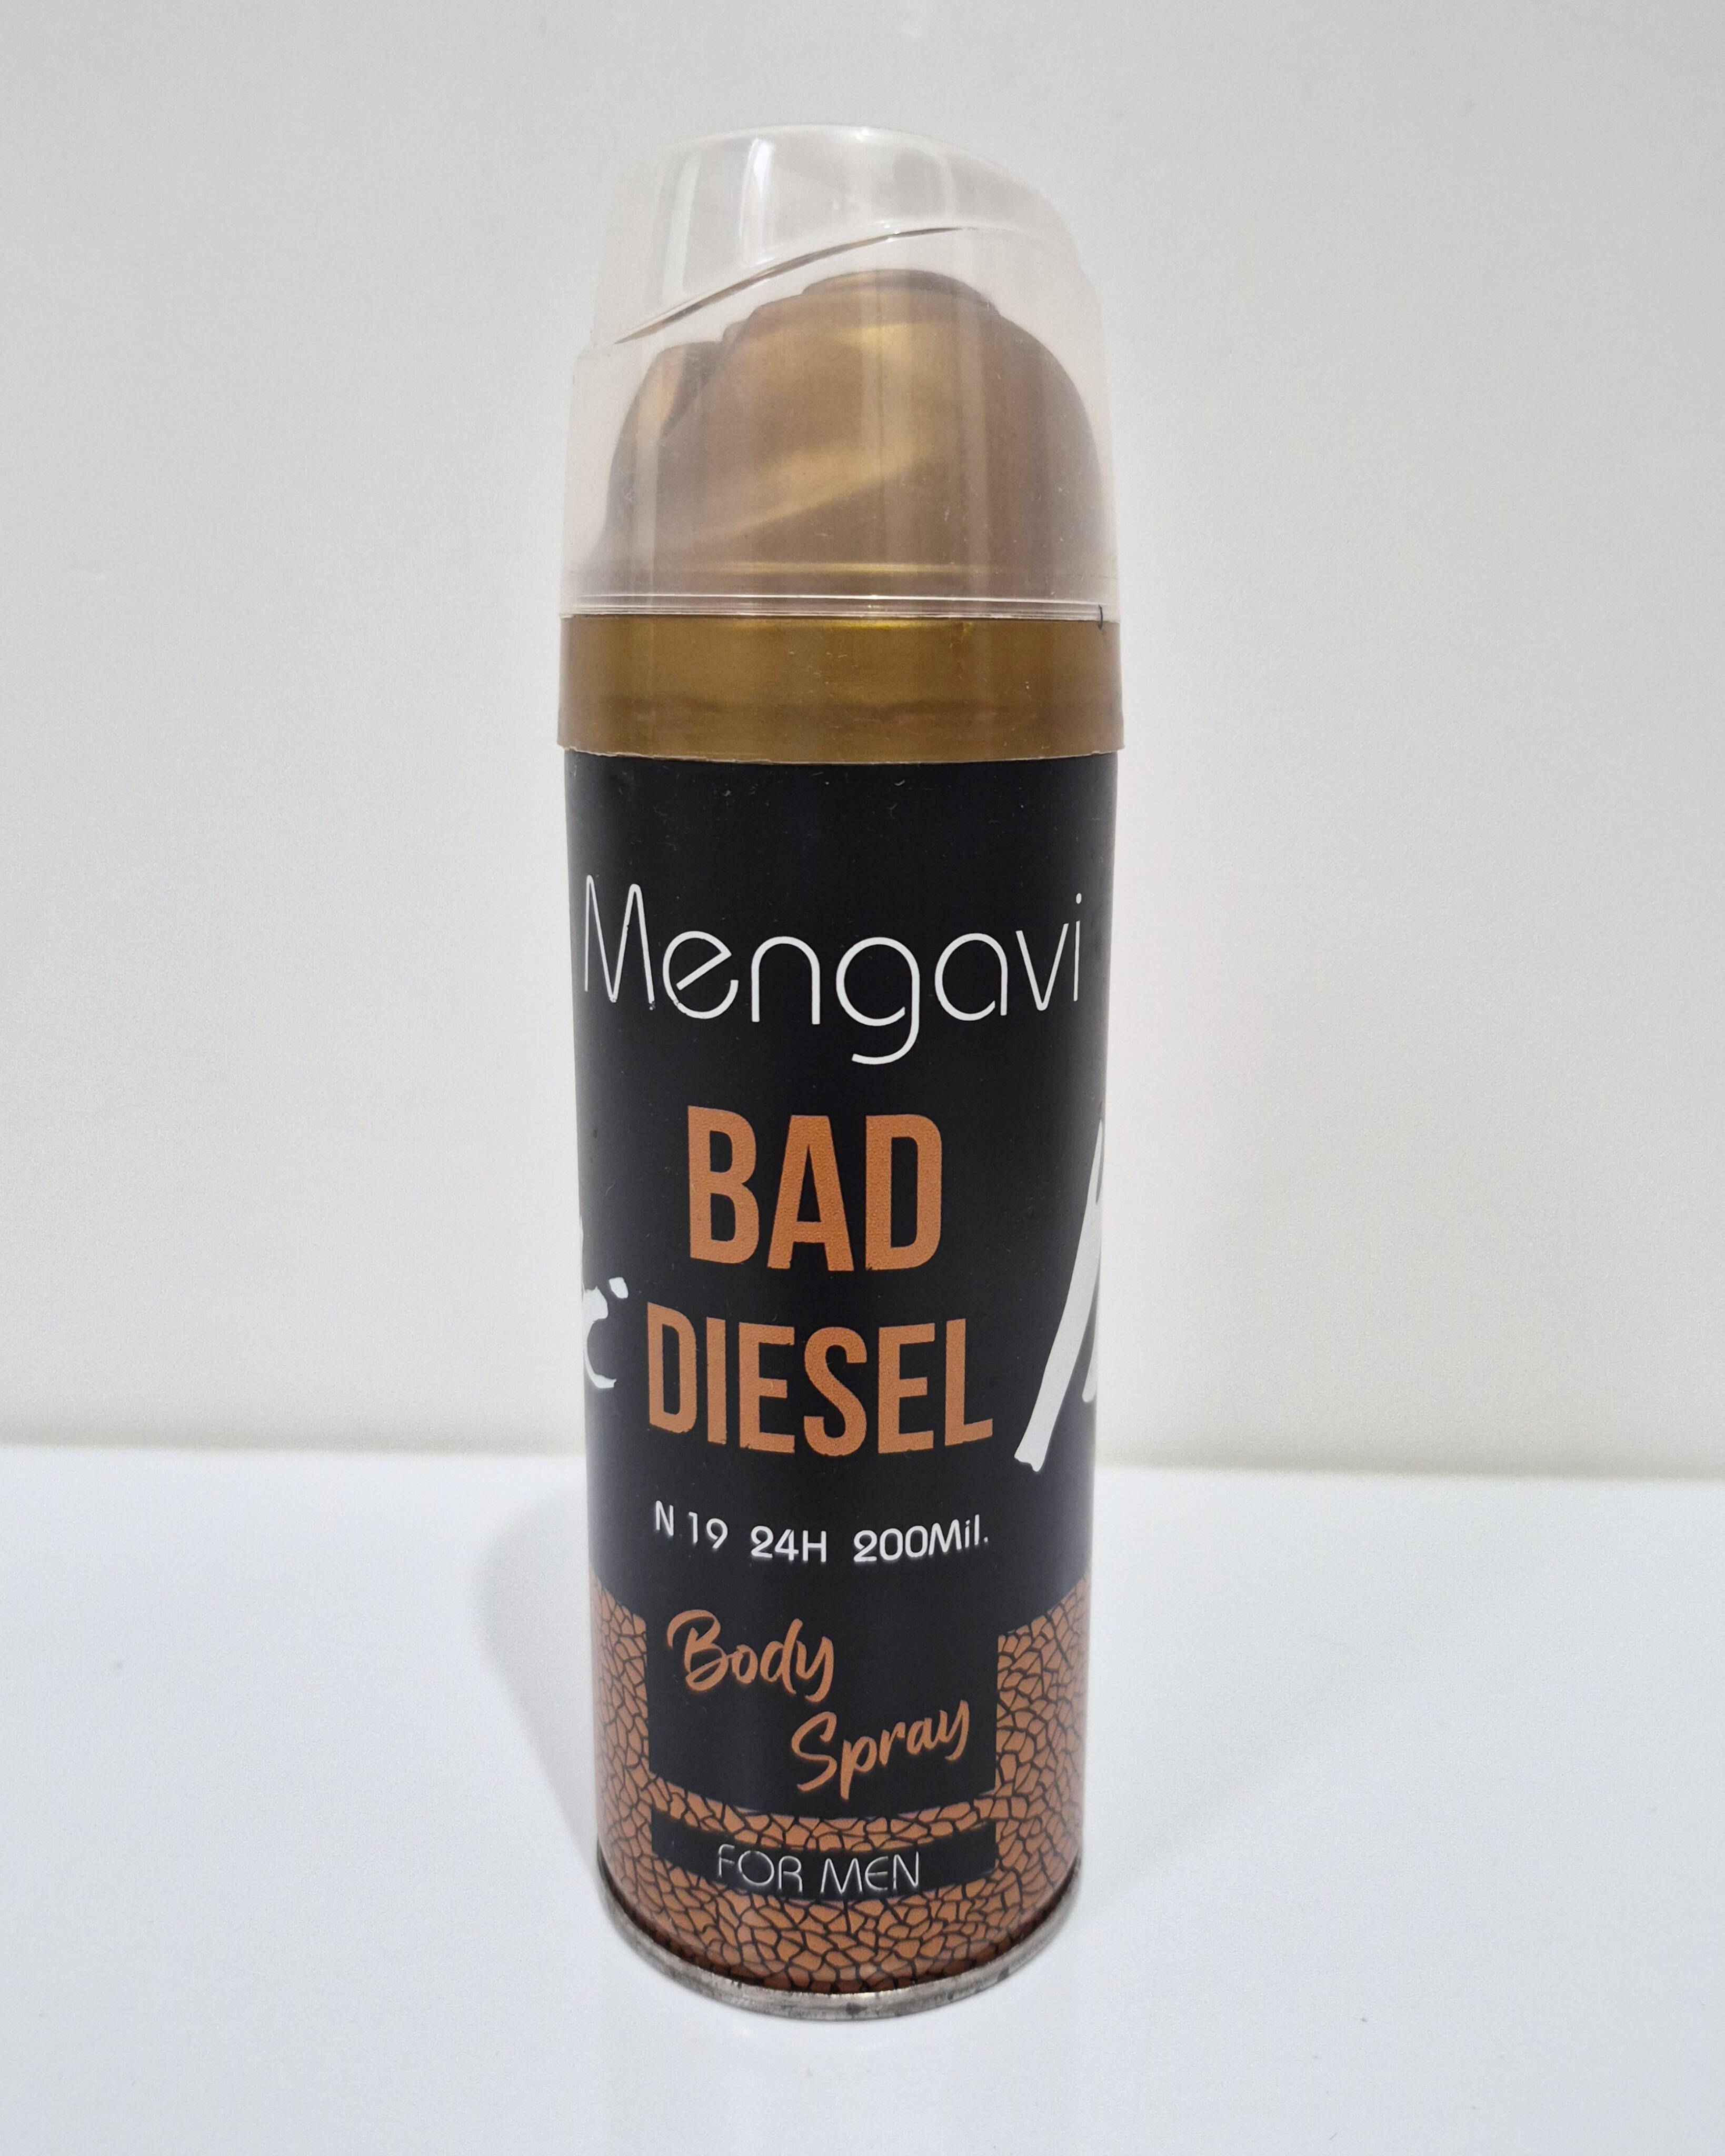 Mengavi
BAD
DIESEL
N 19 24H 200Mil.
Body
Spray
FOR MEN